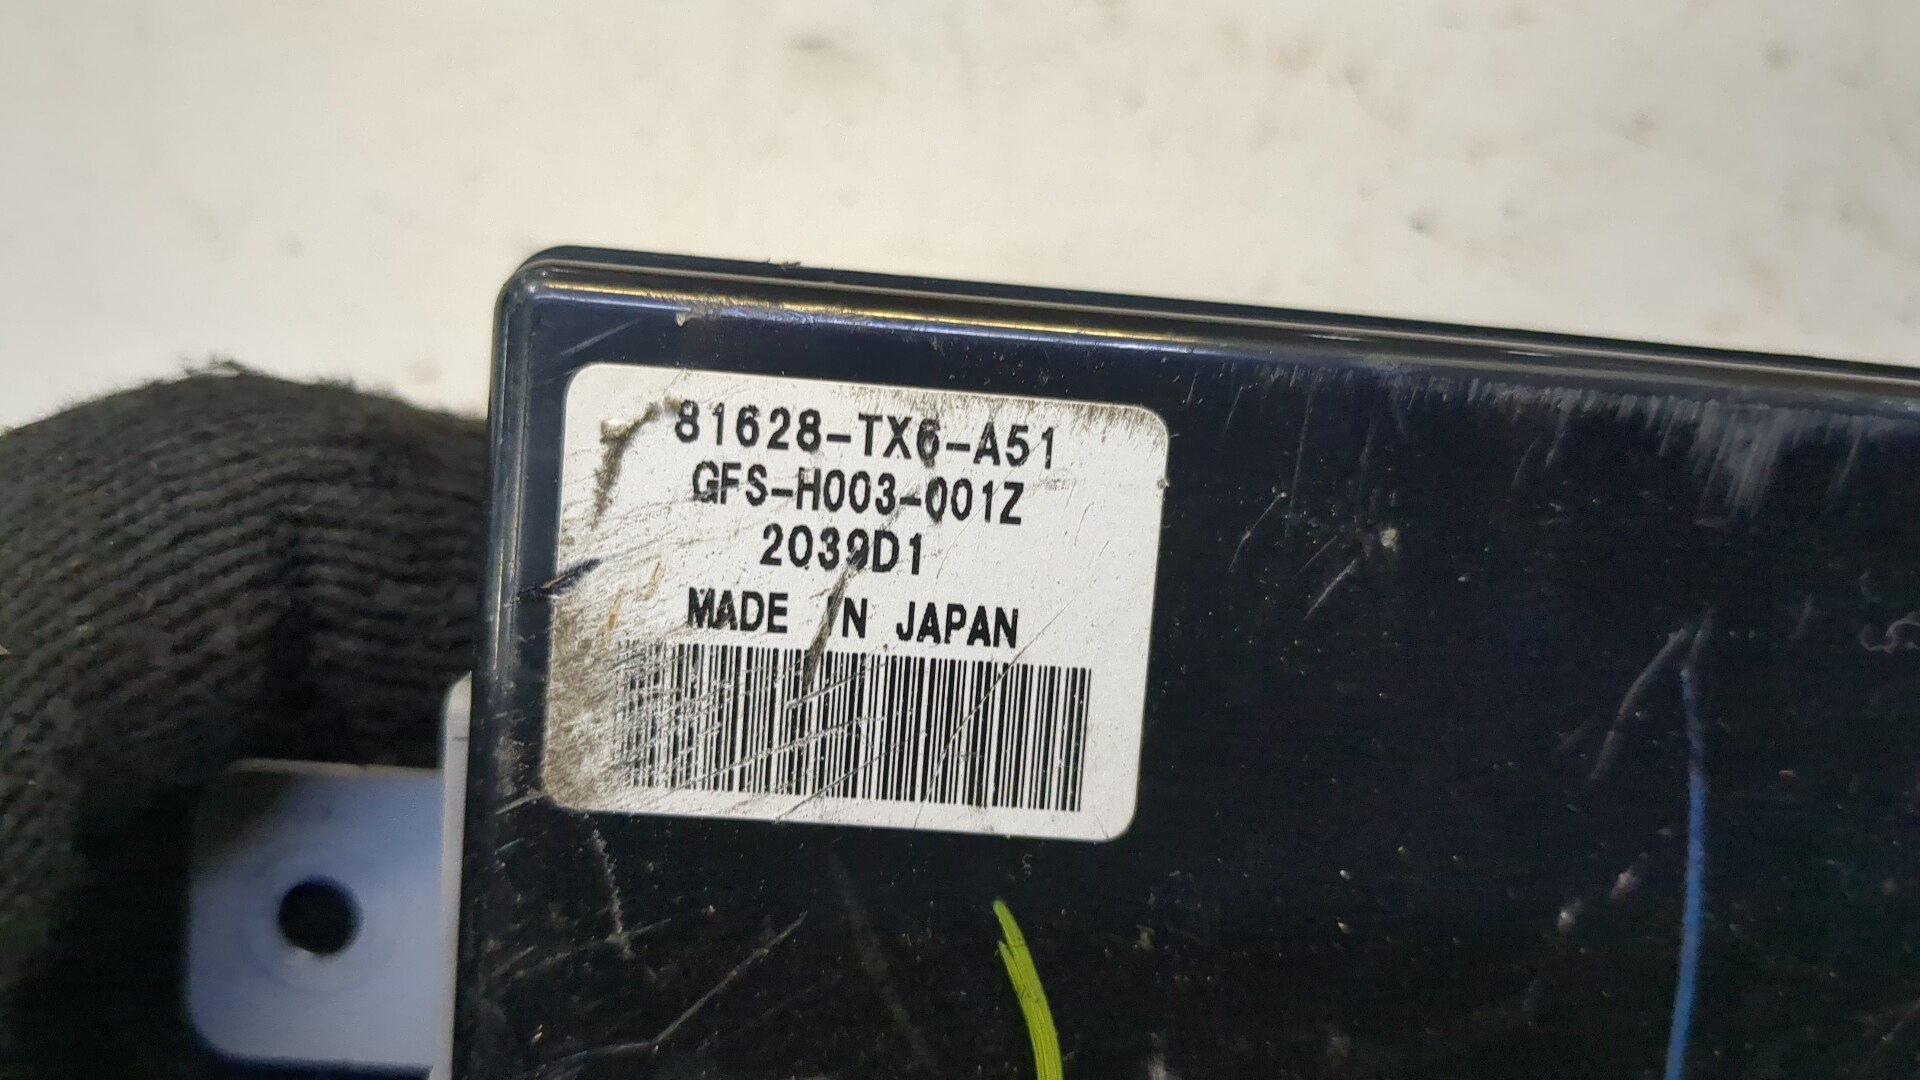 81628-TX6-A51
GFS-H003-001Z
2039D1
MADE IN JAPAN